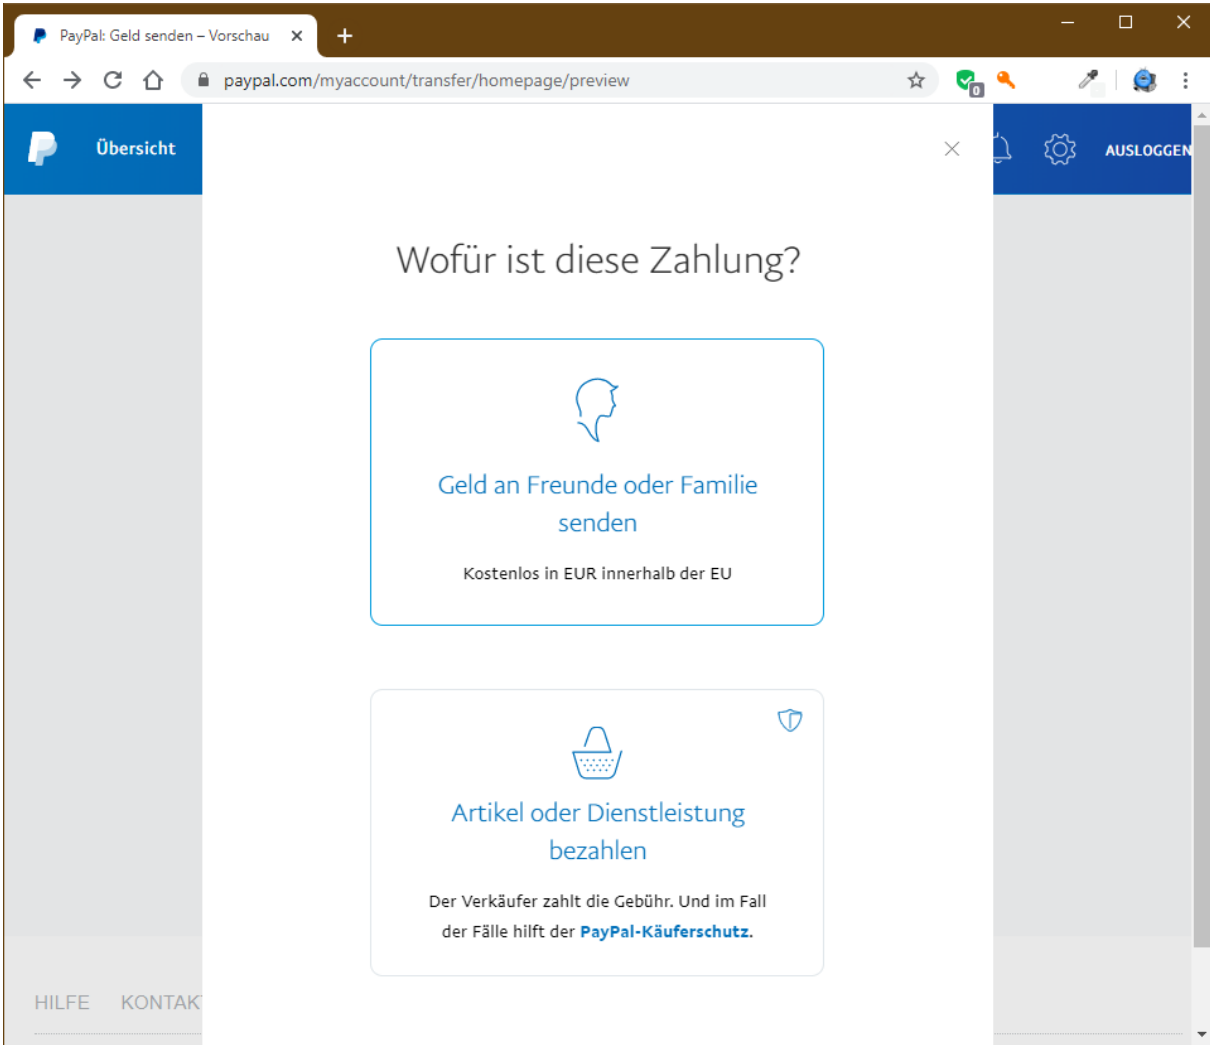 PayPal: Geld senden – Vorschau
paypal.com/myaccount/transfer/homepage/preview
0
Übersicht
AUSLOGGEN
Wofür ist diese Zahlung?
Geld an Freunde oder Familie
senden
Kostenlos in EUR innerhalb der EU
Artikel oder Dienstleistung
bezahlen
Der Verkäufer zahlt die Gebühr. Und im Fall
der Fälle hilft der PayPal-Käuferschutz.
HILFE KONTAK